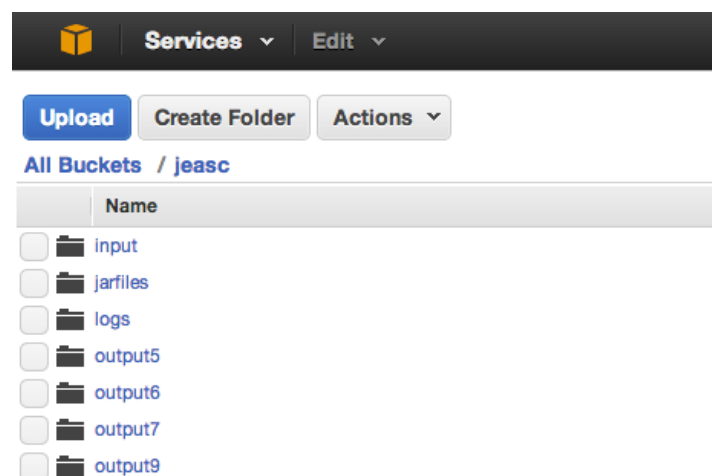 Services Edit
Upload Create Folder Actions
All Buckets / jeasc
Name
input
jarfiles
logs
output5
output6
output7
output9